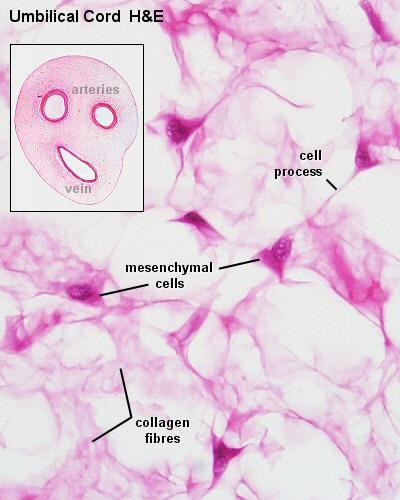 Umbilical Cord H&E
arteries
vein
cell
process
mesenchymal
cells
collagen
fibres